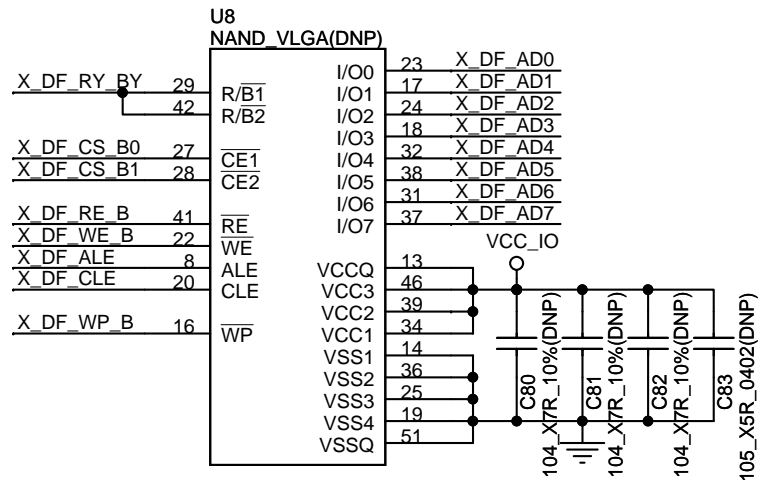 U8
NAND_VLGA(DNP)
X_DF_RY_BY 29 R/B1
42 R/B2
X_DF_CS_B0 27 CE1
X_DF_CS_B1 28 CE2
X_DF_RE_B 41 RE
X_DF_WE_B 22 WE
X_DF_ALE 8 ALE
X_DF_CLE 20 CLE
X_DF_WP_B 16 WP
I/O0 23 X_DF_AD0
I/O1 17 X_DF_AD1
I/O2 24 X_DF_AD2
I/O3 18 X_DF_AD3
I/O4 32 X_DF_AD4
I/O5 38 X_DF_AD5
I/O6 31 X_DF_AD6
I/O7 37 X_DF_AD7
VCC_IO
VCCQ 13
VCC3 46
VCC2 39
VCC1 34
VSS1 14
VSS2 36
VSS3 25
VSS4 19
VSSQ 51
C80
104_X7R_10%(DNP)
C81
104_X7R_10%(DNP)
C82
104_X7R_10%(DNP)
C83
105_X5R_0402(DNP)